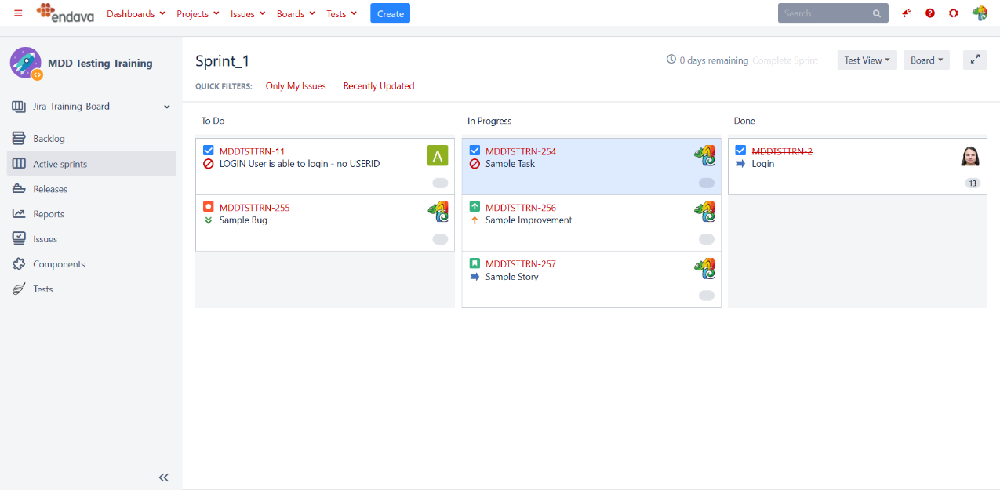 endava Dashboards Projects Issues Boards Tests Create Search
MDD Testing Training
Jira_Training_Board
Backlog
Active sprints
Releases
Reports
Issues
Components
Tests
Sprint_1
0 days remaining Complete Sprint Test View Board
QUICK FILTERS: Only My Issues Recently Updated
To Do
MDDTSTTRN-11
LOGIN User is able to login - no USERID
A
MDDTSTTRN-255
Sample Bug
In Progress
MDDTSTTRN-254
Sample Task
MDDTSTTRN-256
Sample Improvement
MDDTSTTRN-257
Sample Story
Done
MDDTSTTRN-2
Login
13